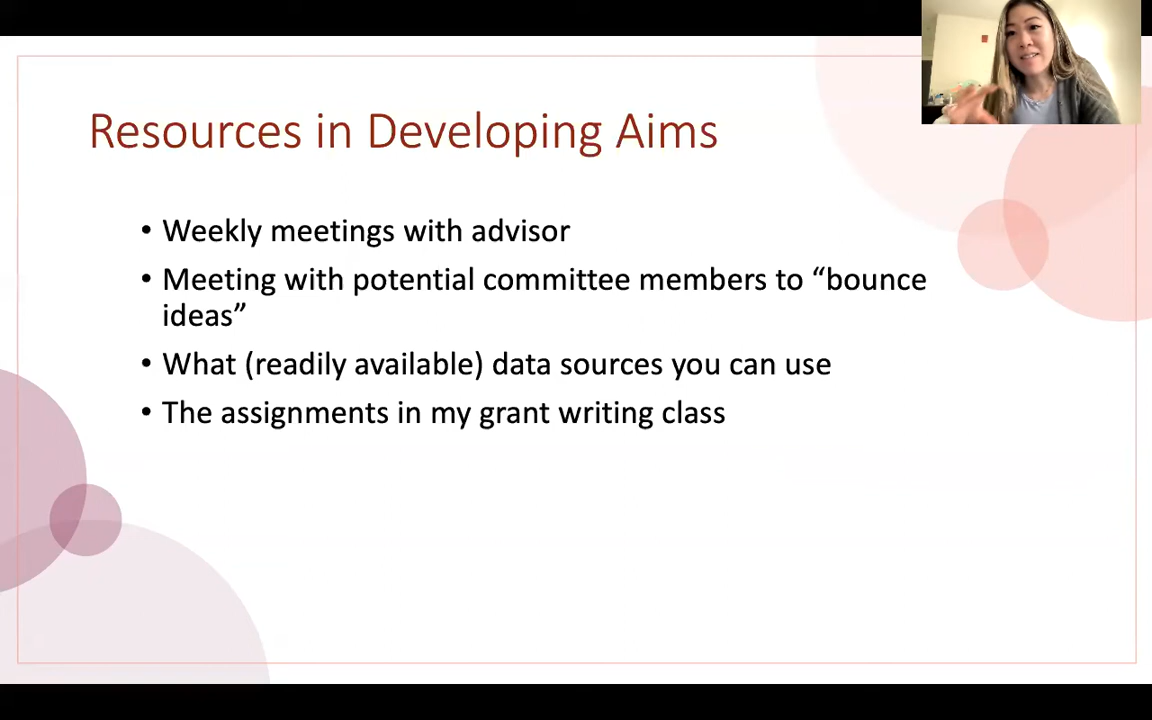 Resources in Developing Aims
• Weekly meetings with advisor
• Meeting with potential committee members to “bounce
ideas”
• What (readily available) data sources you can use
• The assignments in my grant writing class